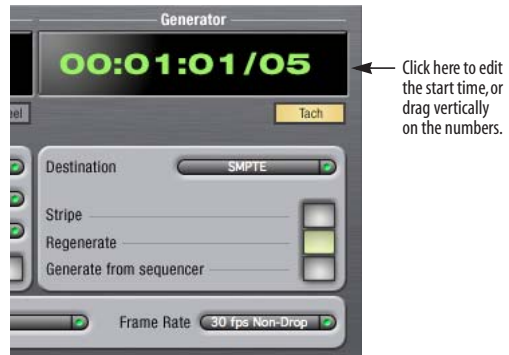 Generator
00:01:01/05
Click here to edit
the start time, or
drag vertically
on the numbers.
Tach
Destination SMPTE
Stripe
Regenerate
Generate from sequencer
Frame Rate 30 fps Non-Drop